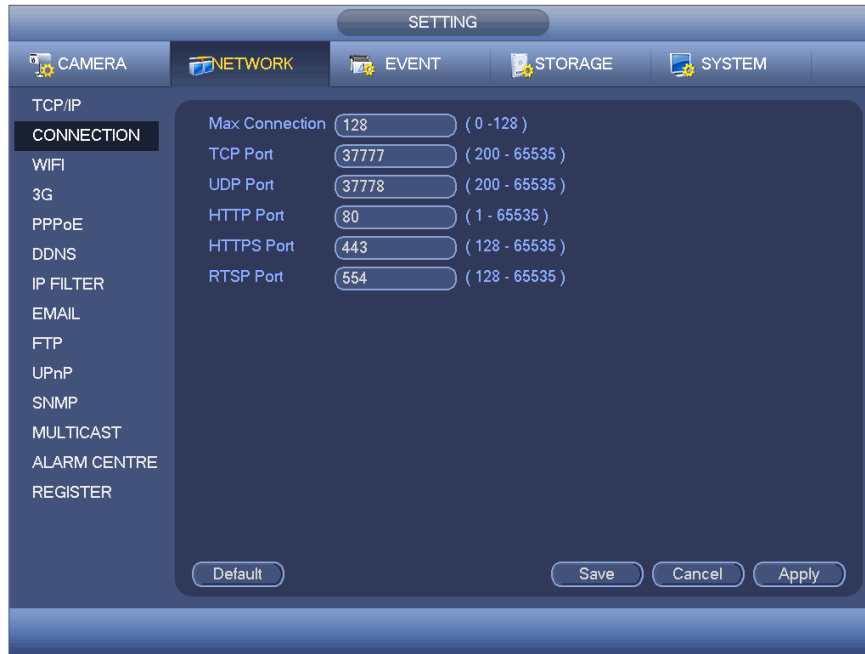 SETTING
CAMERA NETWORK EVENT STORAGE SYSTEM
TCP/IP
CONNECTION
WIFI
3G
PPPoE
DDNS
IP FILTER
EMAIL
FTP
UPnP
SNMP
MULTICAST
ALARM CENTRE
REGISTER
Max Connection 128 ( 0 -128 )
TCP Port 37777 ( 200 - 65535 )
UDP Port 37778 ( 200 - 65535 )
HTTP Port 80 ( 1 - 65535 )
HTTPS Port 443 ( 128 - 65535 )
RTSP Port 554 ( 128 - 65535 )
Default Save Cancel Apply